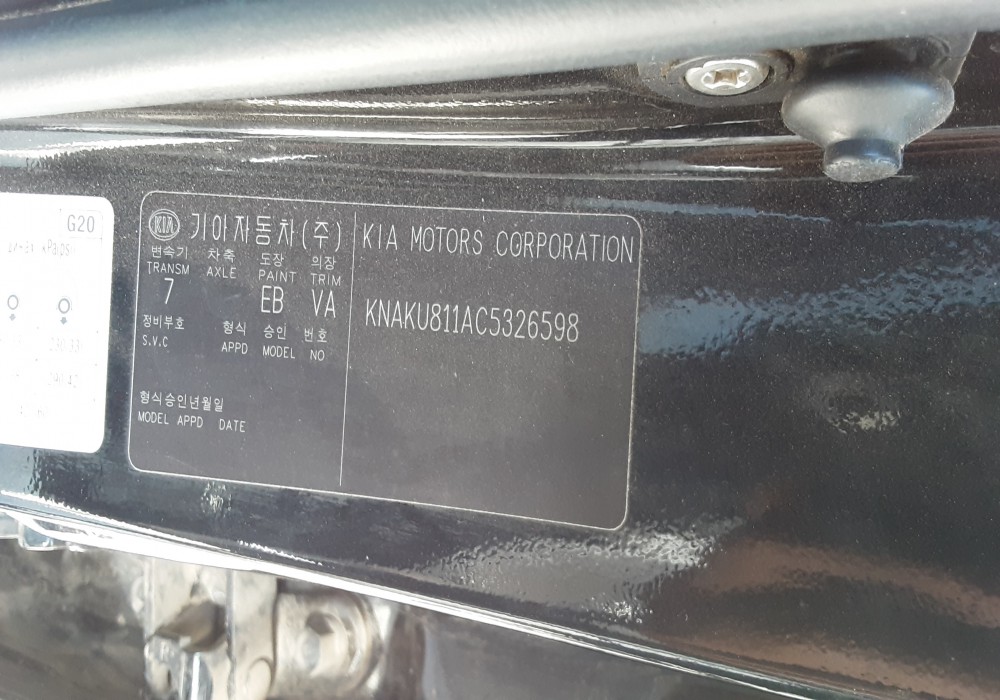 G20
KIA 기아자동차(주)
변속기 차축 도장 의장
TRANSM AXLE PAINT TRIM
7 EB VA
정비부호 형식 승인 번호
S.V.C APPD MODEL NO
형식승인년월일
MODEL APPD DATE
KIA MOTORS CORPORATION
KNAKU811AC5326598